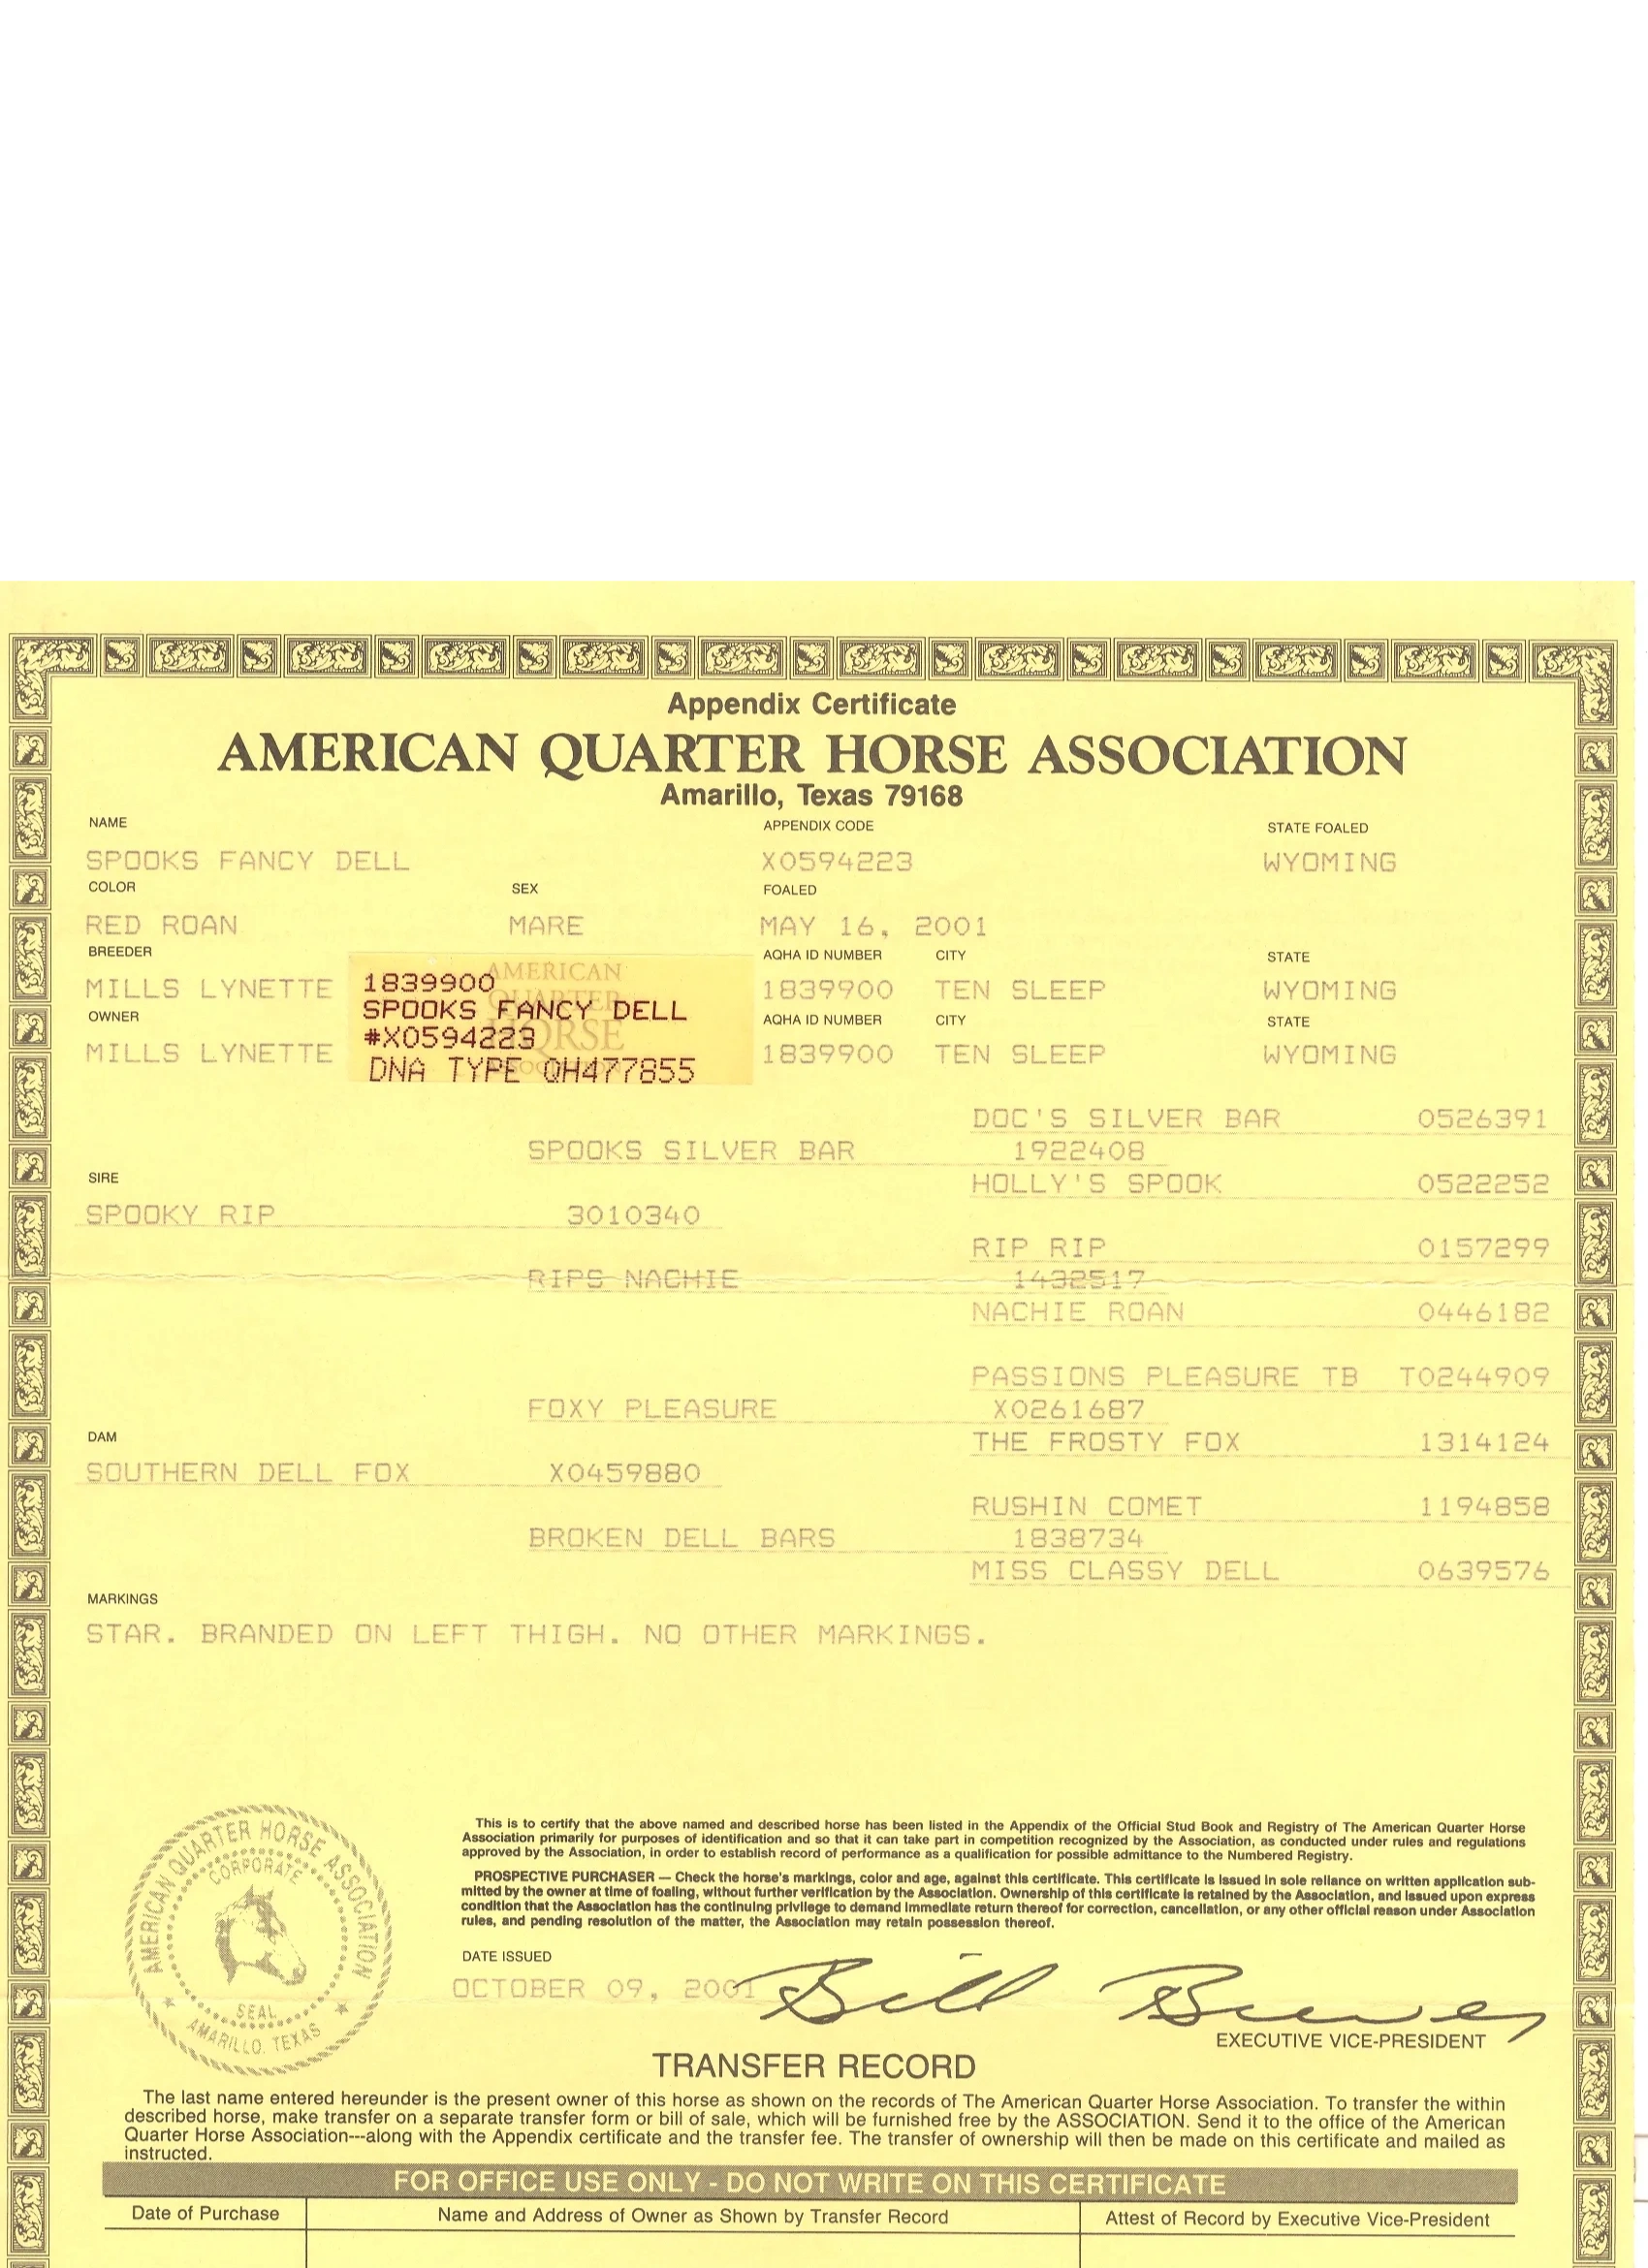 Appendix Certificate
AMERICAN QUARTER HORSE ASSOCIATION
Amarillo, Texas 79168
NAME APPENDIX CODE STATE FOALED
SPOOKS FANCY DELL X0594223 WYOMING
COLOR SEX FOALED
RED ROAN MARE MAY 16, 2001
BREEDER AQHA ID NUMBER CITY STATE
MILLS LYNETTE 1839900 TEN SLEEP WYOMING
OWNER AQHA ID NUMBER CITY STATE
MILLS LYNETTE 1839900 TEN SLEEP WYOMING
AMERICAN
QUARTER
HORSE
1839900
SPOOKS FANCY DELL
#X0594223
DNA TYPE QH477855
DOC'S SILVER BAR 0526391
SPOOKS SILVER BAR 1922408
SIRE HOLLY'S SPOOK 0522252
SPOOKY RIP 3010340
RIP RIP 0157299
RIPS NACHIE 1432517
NACHIE ROAN 0446182
PASSIONS PLEASURE TB T0244909
FOXY PLEASURE X0261687
DAM THE FROSTY FOX 1314124
SOUTHERN DELL FOX X0459880
RUSHIN COMET 1194858
BROKEN DELL BARS 1838734
MISS CLASSY DELL 0639576
MARKINGS
STAR. BRANDED ON LEFT THIGH. NO OTHER MARKINGS.
This is to certify that the above named and described horse has been listed in the Appendix of the Official Stud Book and Registry of The American Quarter Horse
Association primarily for purposes of identification and so that it can take part in competition recognized by the Association, as conducted under rules and regulations
approved by the Association, in order to establish record of performance as a qualification for possible admittance to the Numbered Registry.
PROSPECTIVE PURCHASER — Check the horse's markings, color and age, against this certificate. This certificate is issued in sole reliance on written application sub-
mitted by the owner at time of foaling, without further verification by the Association. Ownership of this certificate is retained by the Association, and issued upon express
condition that the Association has the continuing privilege to demand immediate return thereof for correction, cancellation, or any other official reason under Association
rules, and pending resolution of the matter, the Association may retain possession thereof.
AMERICAN QUARTER HORSE ASSOCIATION
CORPORATE
SEAL
AMARILLO, TEXAS
DATE ISSUED
OCTOBER 09, 2001 Bill Brewer
EXECUTIVE VICE-PRESIDENT
TRANSFER RECORD
The last name entered hereunder is the present owner of this horse as shown on the records of The American Quarter Horse Association. To transfer the within
described horse, make transfer on a separate transfer form or bill of sale, which will be furnished free by the ASSOCIATION. Send it to the office of the American
Quarter Horse Association---along with the Appendix certificate and the transfer fee. The transfer of ownership will then be made on this certificate and mailed as
instructed.
FOR OFFICE USE ONLY - DO NOT WRITE ON THIS CERTIFICATE
Date of Purchase Name and Address of Owner as Shown by Transfer Record Attest of Record by Executive Vice-President